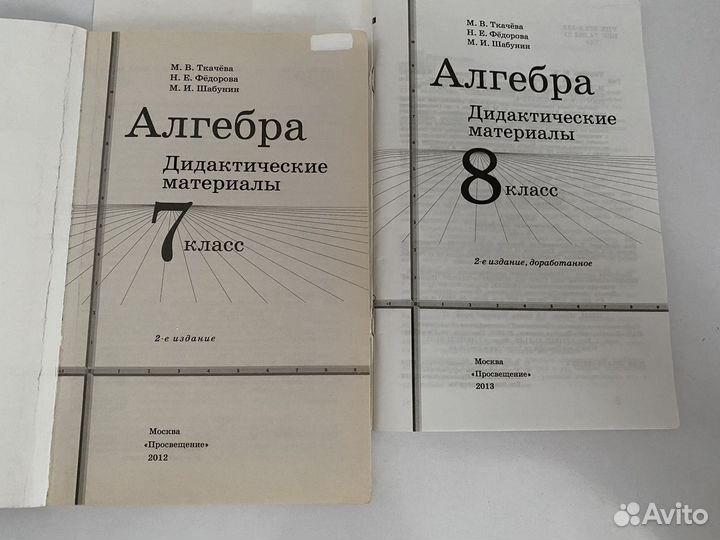 М. В. Ткачёва
Н. Е. Фёдорова
М. И. Шабунин
Алгебра
Дидактические
материалы
7 класс
2-е издание
Москва
«Просвещение»
2012
М. В. Ткачёва
Н. Е. Фёдорова
М. И. Шабунин
Алгебра
Дидактические
материалы
8 класс
2-е издание, доработанное
Москва
«Просвещение»
2013
Avito